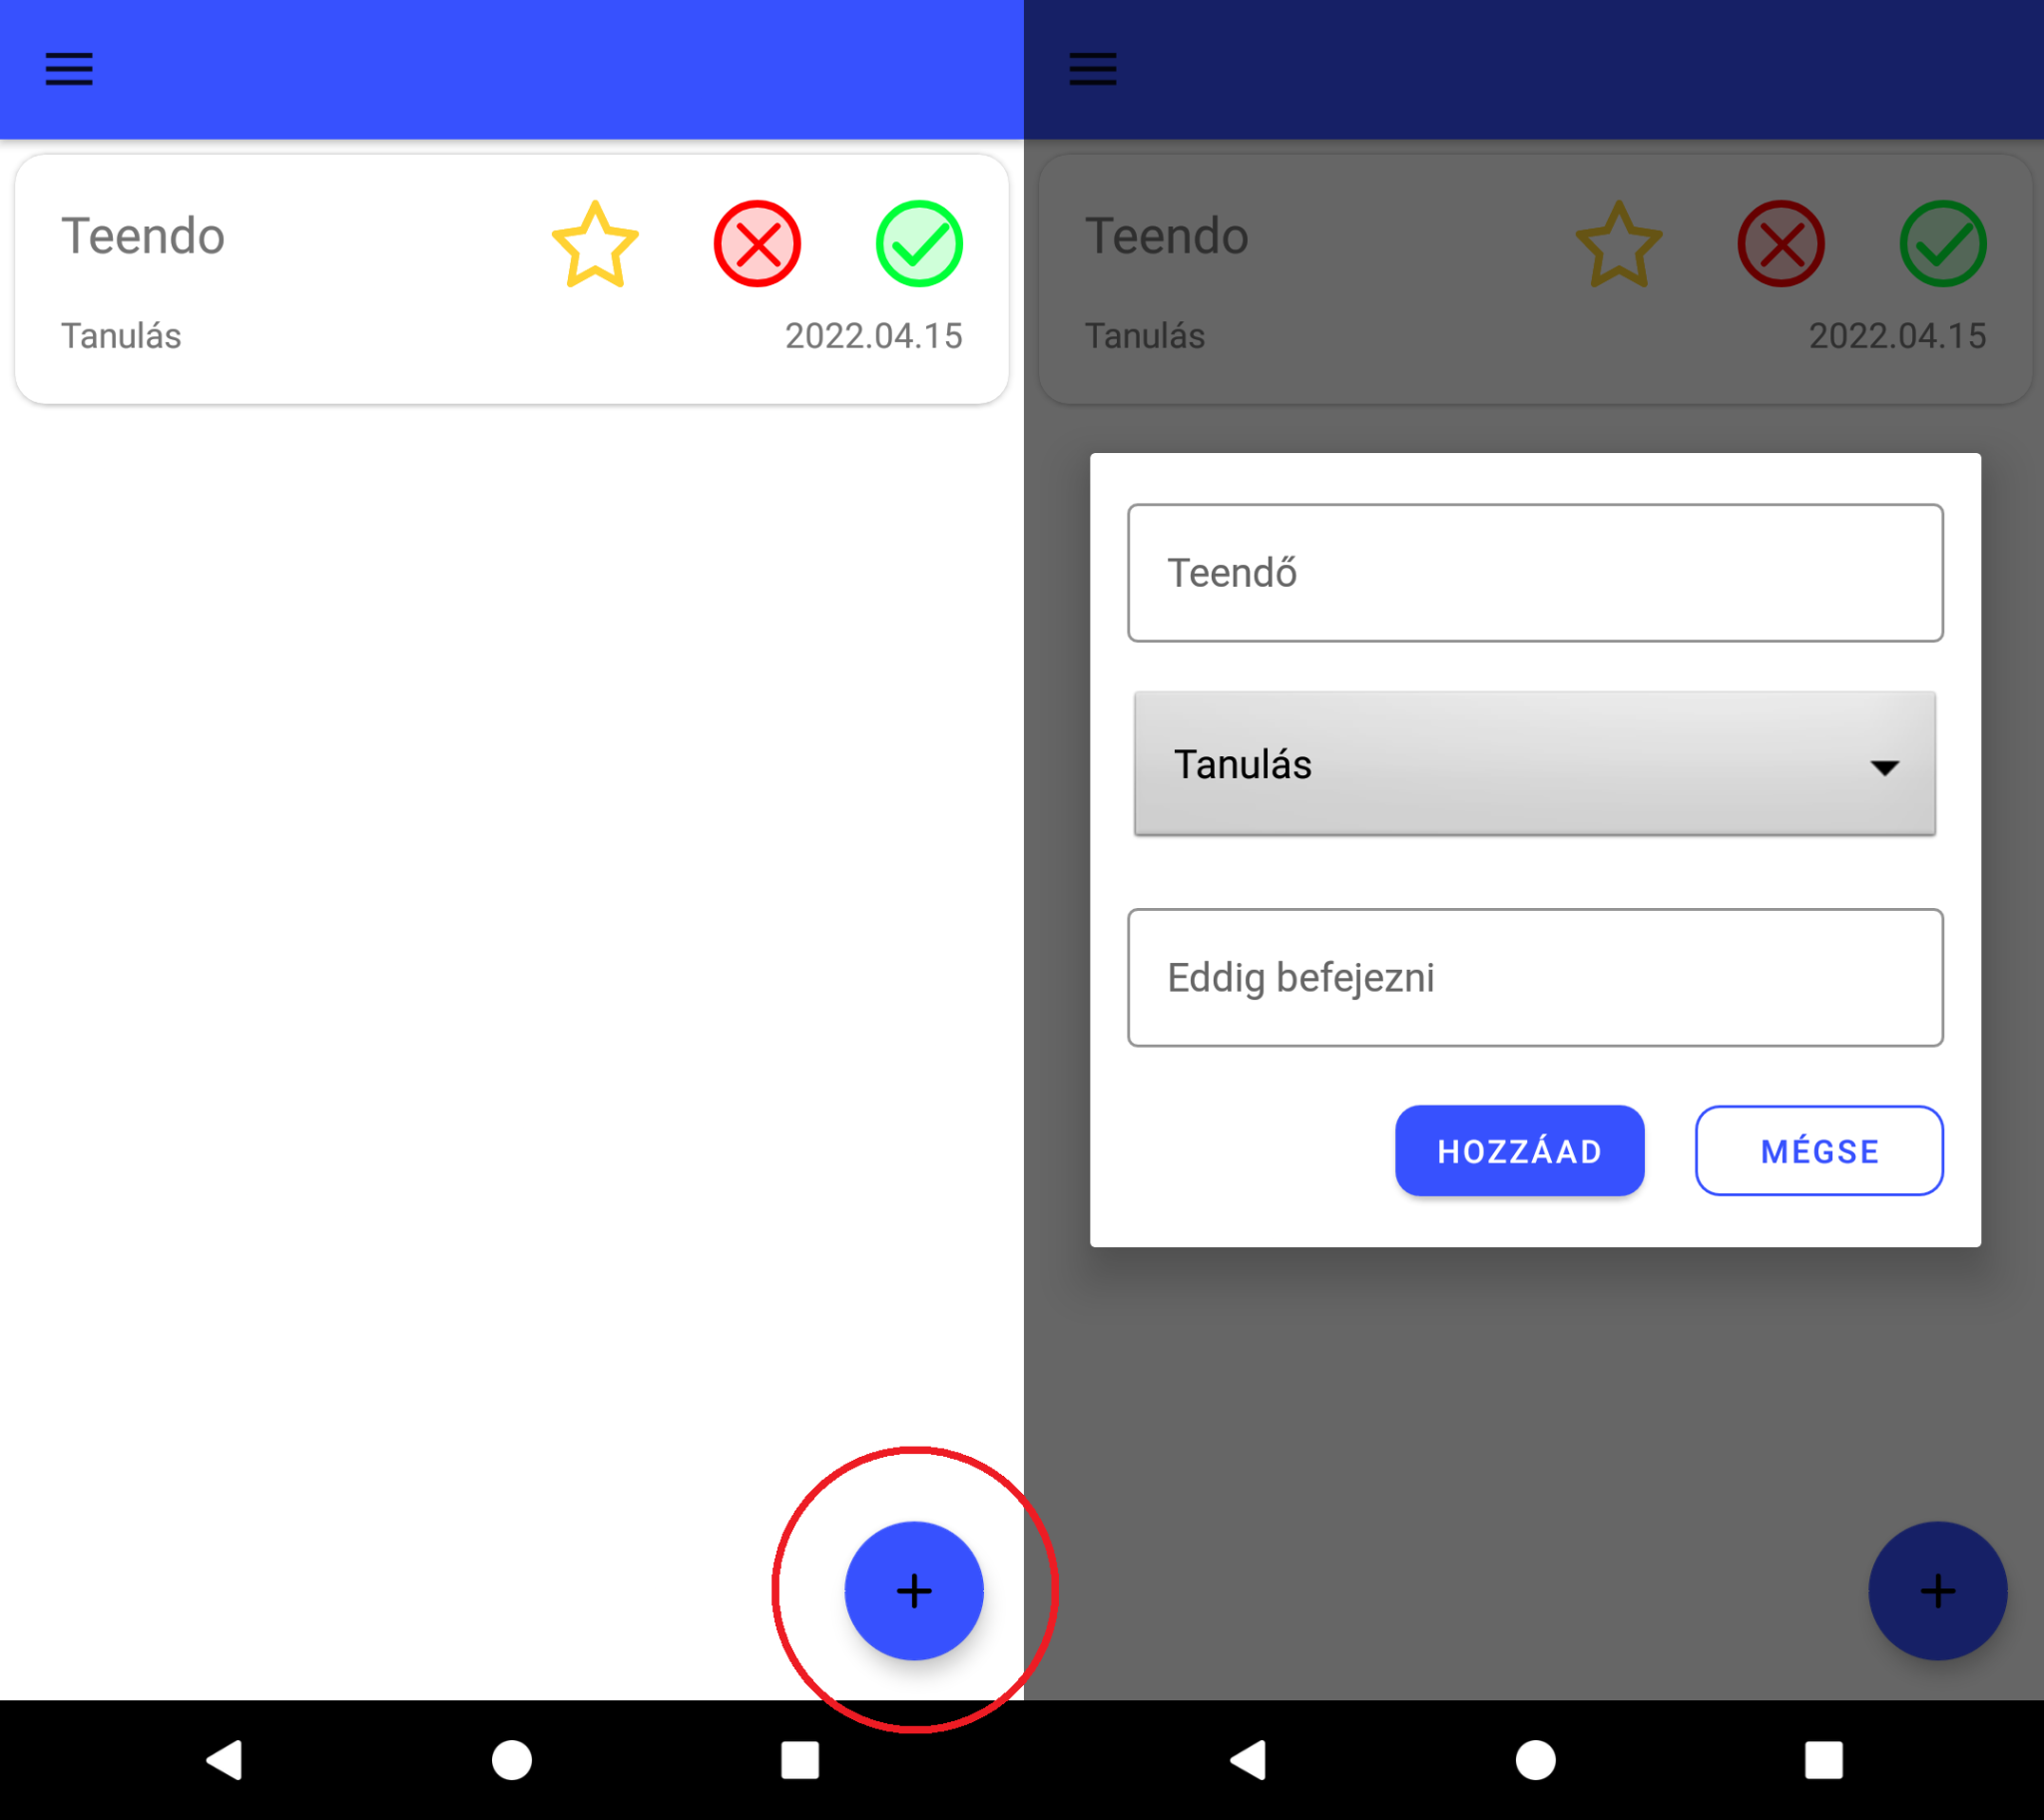 Teendo
Tanulás
2022.04.15
Teendo
Tanulás
2022.04.15
Teendő
Tanulás
Eddig befejezni
HOZZÁAD
MÉGSE